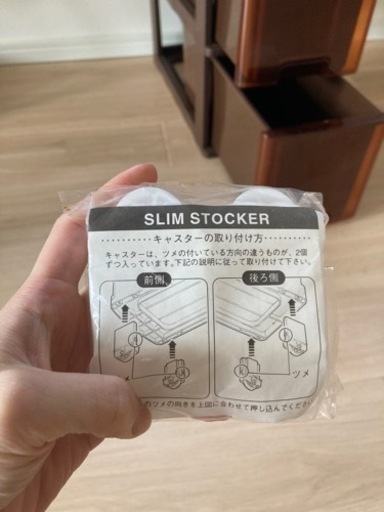 SLIM STOCKER
キャスターの取り付け方
キャスターは、ツメの付いている方向の違うものが、2個
ずつ入っています。下記の説明に従って取り付けて下さい。
前側
後ろ側
ツメ
のツメの向きを上図に合わせて押し込んでください